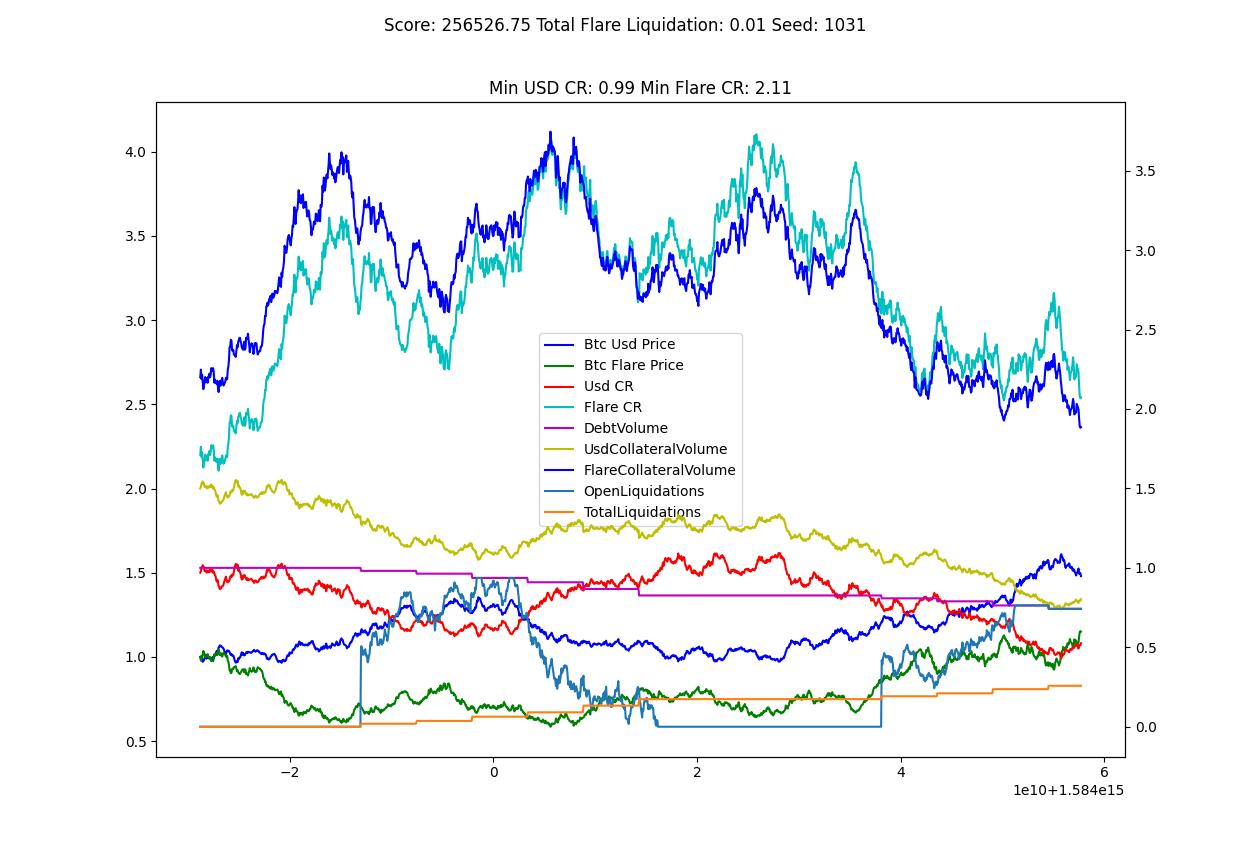 Score: 256526.75 Total Flare Liquidation: 0.01 Seed: 1031
Min USD CR: 0.99 Min Flare CR: 2.11
4.0
3.5
3.0
2.5
2.0
1.5
1.0
0.5
3.5
3.0
2.5
2.0
1.5
1.0
0.5
0.0
Btc Usd Price
Btc Flare Price
Usd CR
Flare CR
DebtVolume
UsdCollateralVolume
FlareCollateralVolume
OpenLiquidations
TotalLiquidations
−2 0 2 4 6
1e10+1.584e15